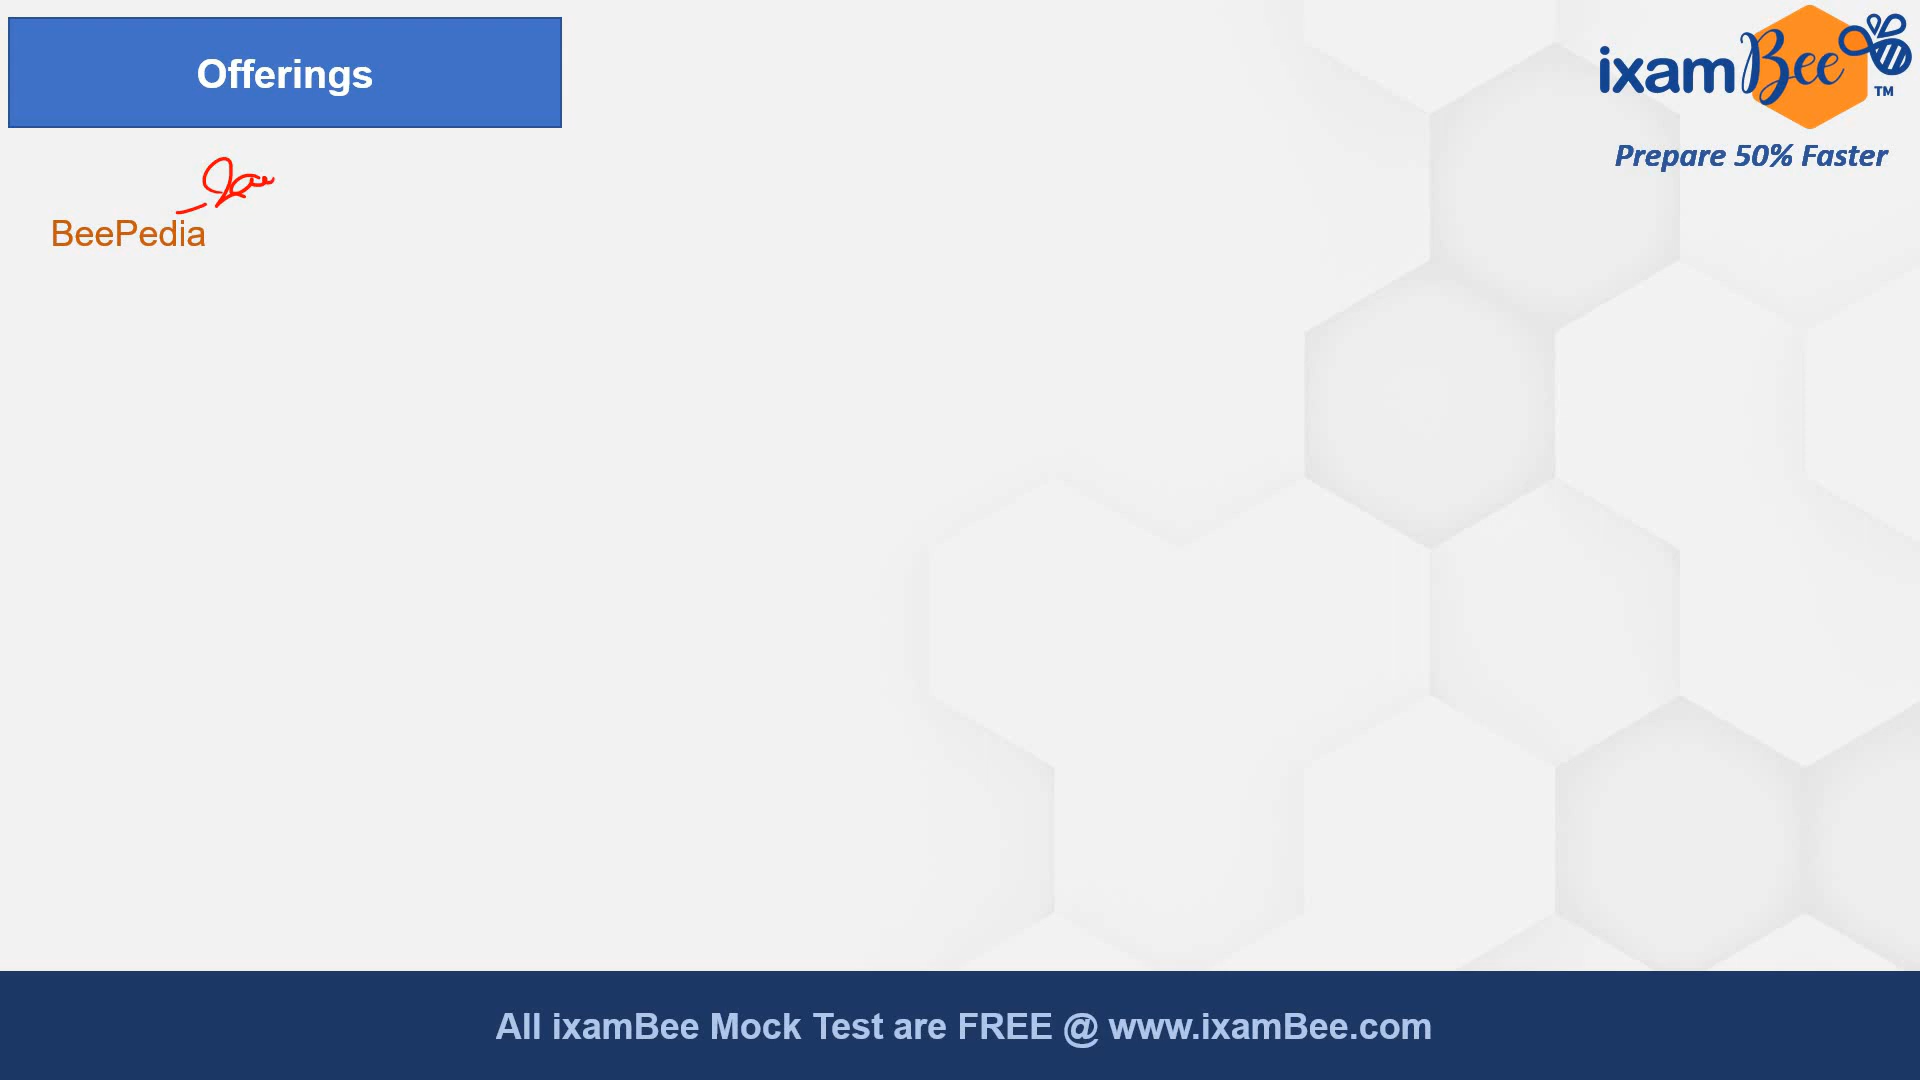 Offerings
ixamBee
TM
Prepare 50% Faster
BeePedia
All ixamBee Mock Test are FREE @ www.ixamBee.com